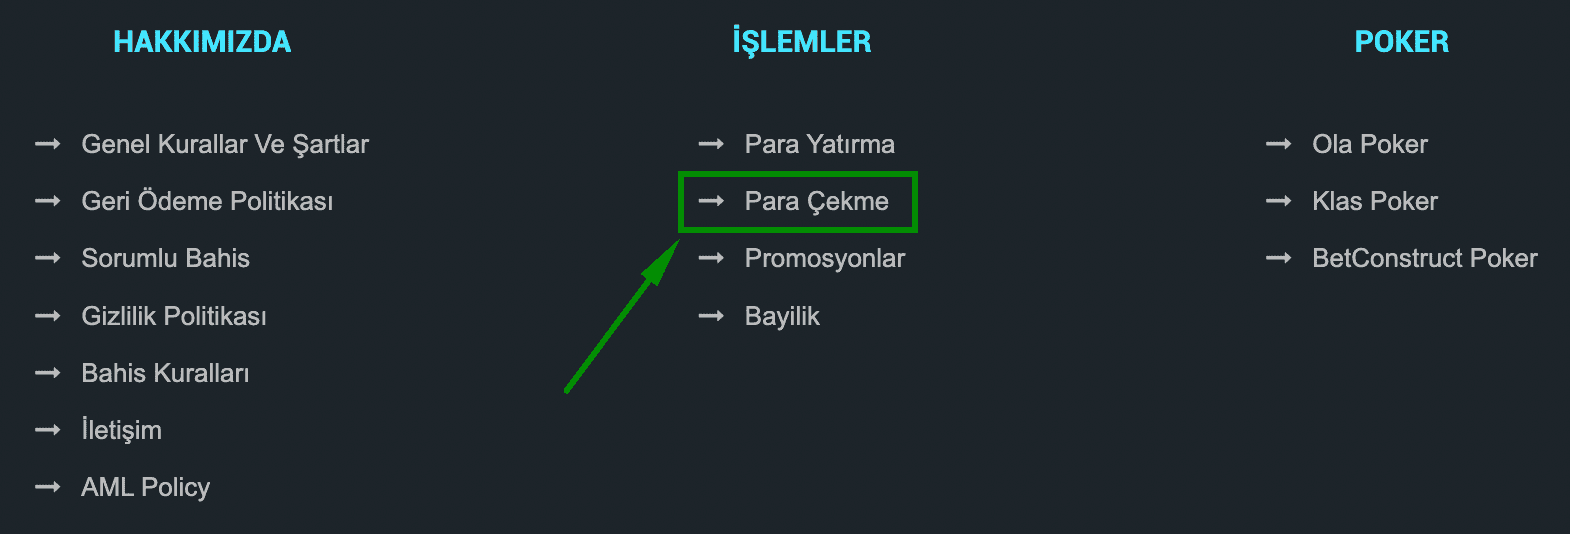 HAKKIMIZDA
Genel Kurallar Ve Şartlar
Geri Ödeme Politikası
Sorumlu Bahis
Gizlilik Politikası
Bahis Kuralları
İletişim
AML Policy
İŞLEMLER
Para Yatırma
Para Çekme
Promosyonlar
Bayilik
POKER
Ola Poker
Klas Poker
BetConstruct Poker